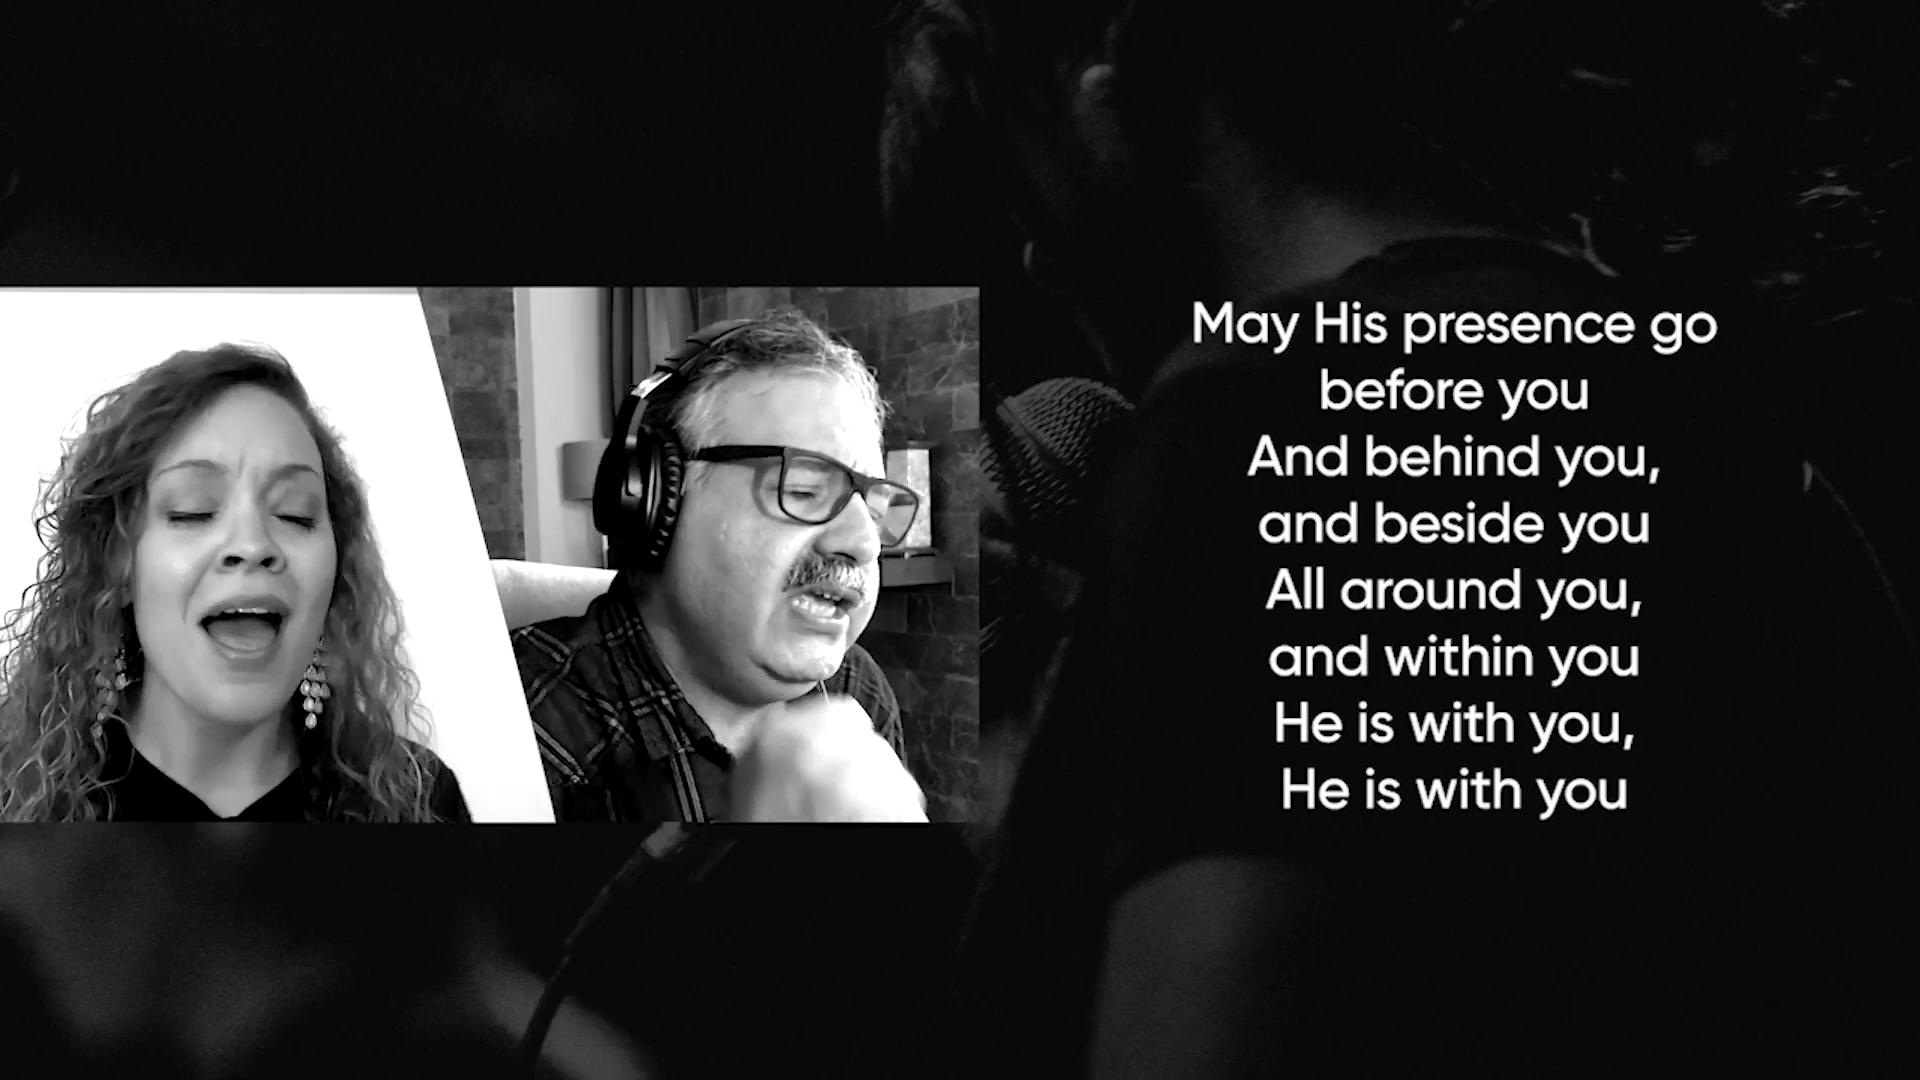 May His presence go
before you
And behind you,
and beside you
All around you,
and within you
He is with you,
He is with you